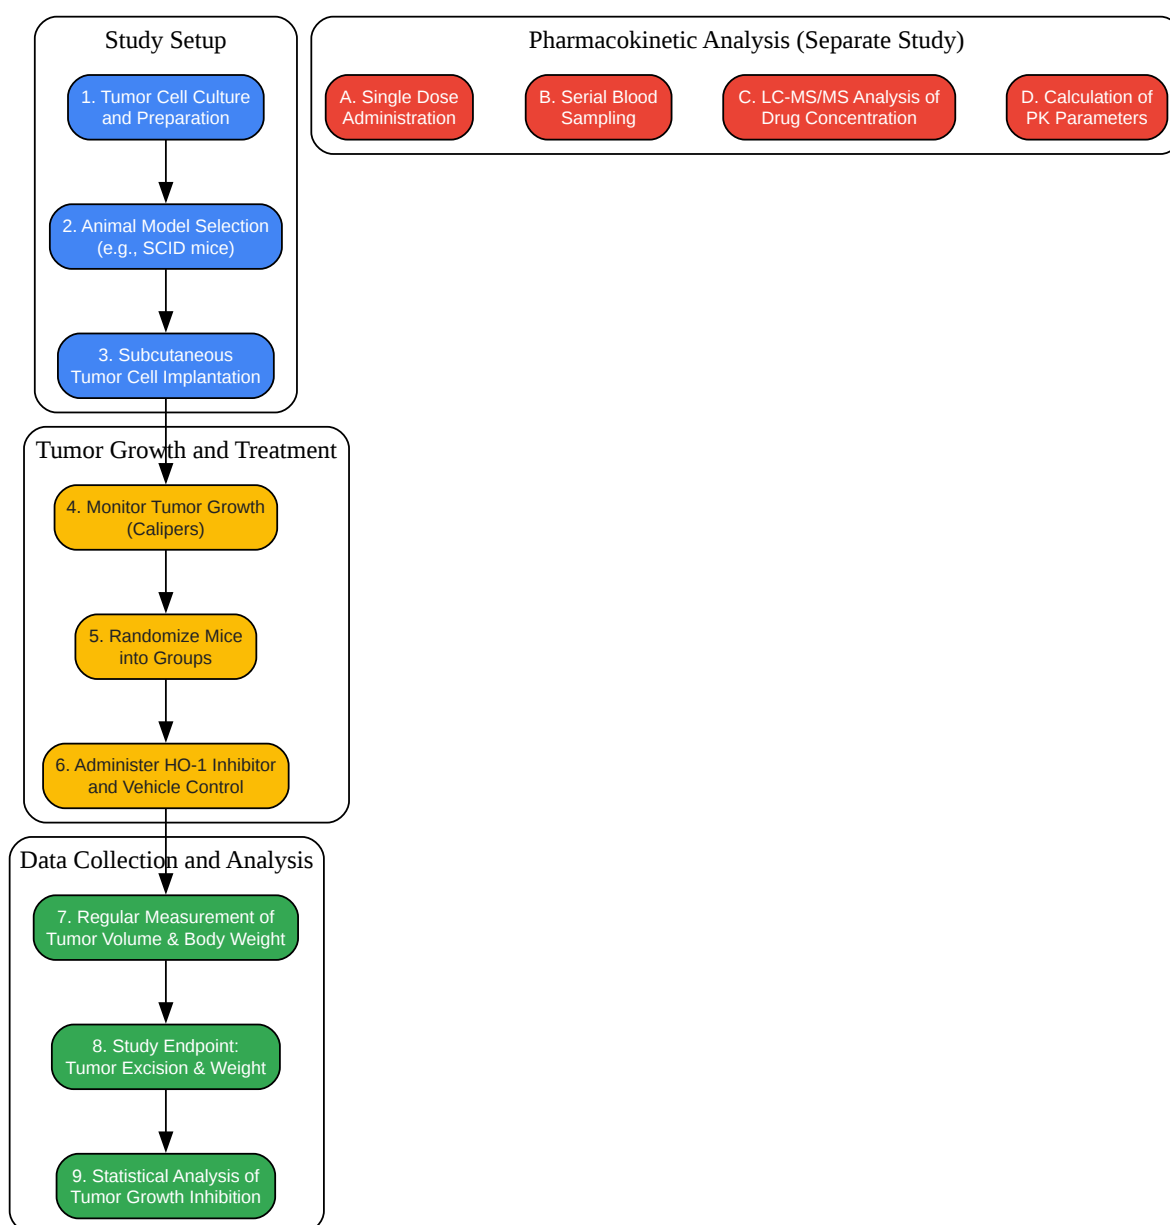 Study Setup
1. Tumor Cell Culture
and Preparation
2. Animal Model Selection
(e.g., SCID mice)
3. Subcutaneous
Tumor Cell Implantation
Pharmacokinetic Analysis (Separate Study)
A. Single Dose
Administration
B. Serial Blood
Sampling
C. LC-MS/MS Analysis of
Drug Concentration
D. Calculation of
PK Parameters
Tumor Growth and Treatment
4. Monitor Tumor Growth
(Calipers)
5. Randomize Mice
into Groups
6. Administer HO-1 Inhibitor
and Vehicle Control
Data Collection and Analysis
7. Regular Measurement of
Tumor Volume & Body Weight
8. Study Endpoint:
Tumor Excision & Weight
9. Statistical Analysis of
Tumor Growth Inhibition